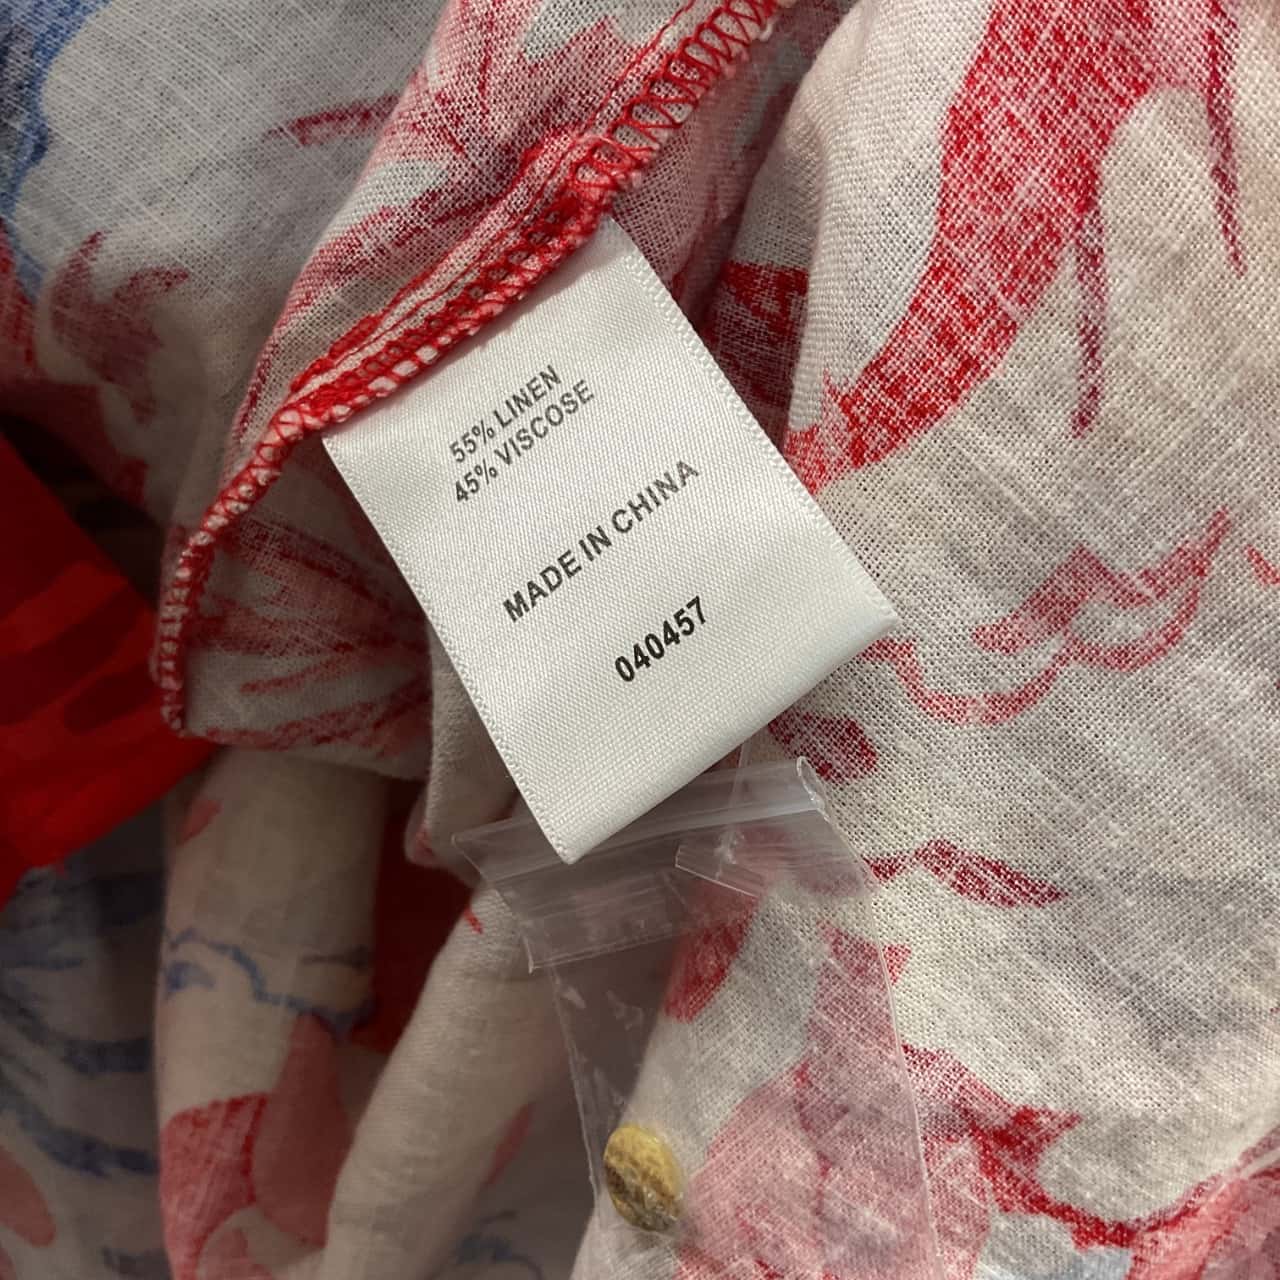 55% LINEN
45% VISCOSE
MADE IN CHINA
040457